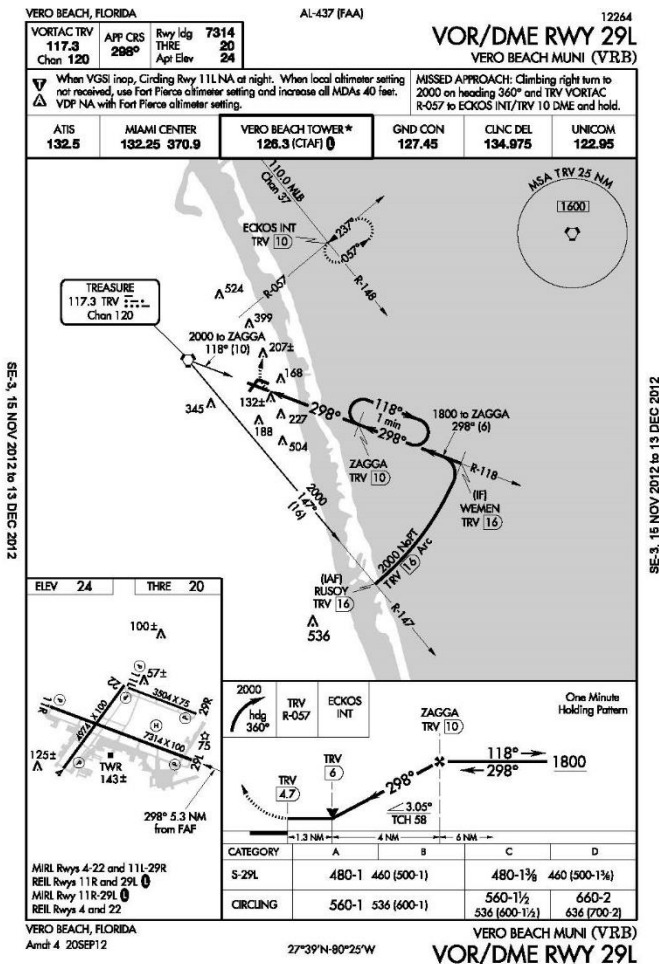 VERO BEACH, FLORIDA
AL-437 (FAA)
12264
VORTAC TRV
117.3
Chan 120
APP CRS
298°
Rwy ldg 7314
THRE 20
Apt Elev 24
VOR/DME RWY 29L
VERO BEACH MUNI (VRB)
T
A
When VGSI inop, Circling Rwy 11L NA at night. When local altimeter setting
not received, use Fort Pierce altimeter setting and increase all MDAs 40 feet.
VDP NA with Fort Pierce altimeter setting.
MISSED APPROACH: Climbing right turn to
2000 on heading 360° and TRV VORTAC
R-057 to ECKOS INT/TRV 10 DME and hold.
ATIS
132.5
MIAMI CENTER
132.25 370.9
VERO BEACH TOWER*
126.3 (CTAF) L
GND CON
127.45
CLNC DEL
134.975
UNICOM
122.95
110.0 MLB
Chan 37
MSA TRV 25 NM
1600
ECKOS INT
TRV 10
237°
057°
R-057
R-148
TREASURE
117.3 TRV
Chan 120
524
399
2000 to ZAGGA
118° (10)
207±
168
345
132±
227
188
504
298°
118°
1 min
298°
1800 to ZAGGA
298° (6)
ZAGGA
TRV 10
R-118
(IF)
WEMEN
TRV 16
2000
147°
(16)
2000 NoPT
TRV 16 Arc
(IAF)
RUSOY
TRV 16
R-147
536
SE-3, 15 NOV 2012 to 13 DEC 2012
SE-3, 15 NOV 2012 to 13 DEC 2012
ELEV 24
THRE 20
100±
57±
11L
22
3504 X 75
29R
11R
4974 X 100
7314 X 100
H
75
29L
4
125±
TWR
143±
298° 5.3 NM
from FAF
MIRL Rwys 4-22 and 11L-29R
REIL Rwys 11R and 29L L
MIRL Rwy 11R-29L L
REIL Rwys 4 and 22
2000
hdg
360°
TRV
R-057
ECKOS
INT
ZAGGA
TRV 10
One Minute
Holding Pattern
TRV
6
TRV
4.7
298°
118°
298°
1800
3.05°
TCH 58
1.3 NM
4 NM
6 NM
CATEGORY A B C D
S-29L 480-1 460 (500-1) 480-1⅜ 460 (500-1⅜)
CIRCLING 560-1 536 (600-1) 560-1½ 536 (600-1½) 660-2 636 (700-2)
VERO BEACH, FLORIDA
Amdt 4 20SEP12
27°39'N-80°25'W
VERO BEACH MUNI (VRB)
VOR/DME RWY 29L